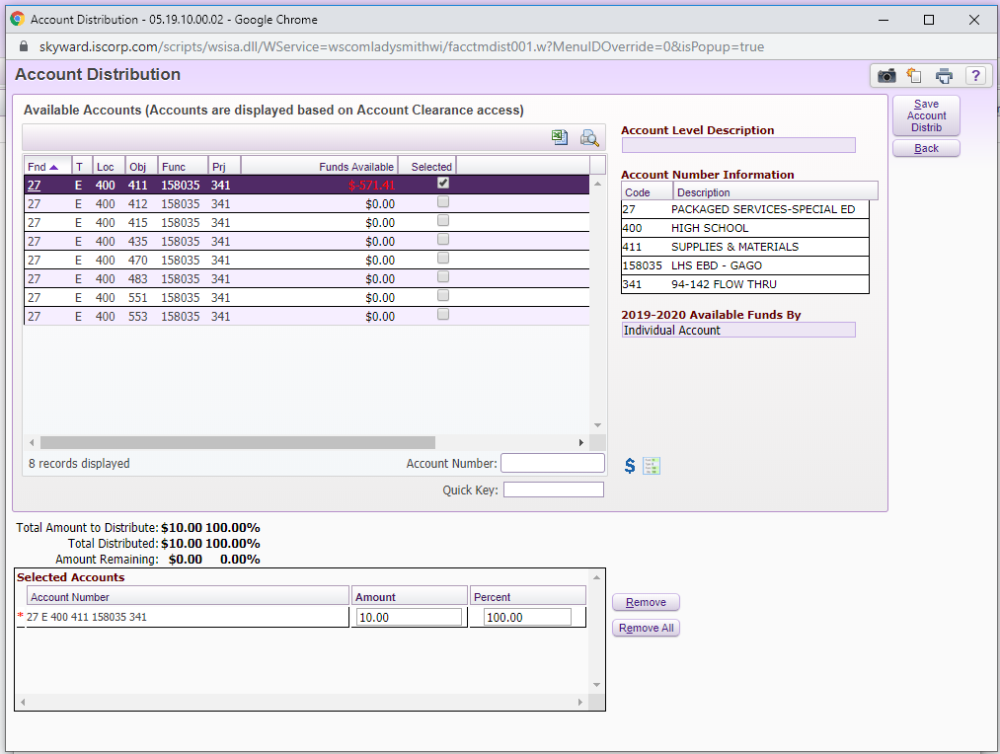 Account Distribution - 05.19.10.00.02 - Google Chrome
skyward.iscorp.com/scripts/wsisa.dll/WService=wscomladysmithwi/facctmdist001.w?MenuIDOverride=0&isPopup=true
Account Distribution
?
Available Accounts (Accounts are displayed based on Account Clearance access)
Fnd T Loc Obj Func Prj Funds Available Selected
27 E 400 411 158035 341 $-571.41
27 E 400 412 158035 341 $0.00
27 E 400 415 158035 341 $0.00
27 E 400 435 158035 341 $0.00
27 E 400 470 158035 341 $0.00
27 E 400 483 158035 341 $0.00
27 E 400 551 158035 341 $0.00
27 E 400 553 158035 341 $0.00
8 records displayed
Account Number:
Quick Key:
Account Level Description
Account Number Information
Code Description
27 PACKAGED SERVICES-SPECIAL ED
400 HIGH SCHOOL
411 SUPPLIES & MATERIALS
158035 LHS EBD - GAGO
341 94-142 FLOW THRU
2019-2020 Available Funds By
Individual Account
$
Save
Account
Distrib
Back
Total Amount to Distribute: $10.00 100.00%
Total Distributed: $10.00 100.00%
Amount Remaining: $0.00 0.00%
Selected Accounts
Account Number Amount Percent
* 27 E 400 411 158035 341 10.00 100.00
Remove
Remove All